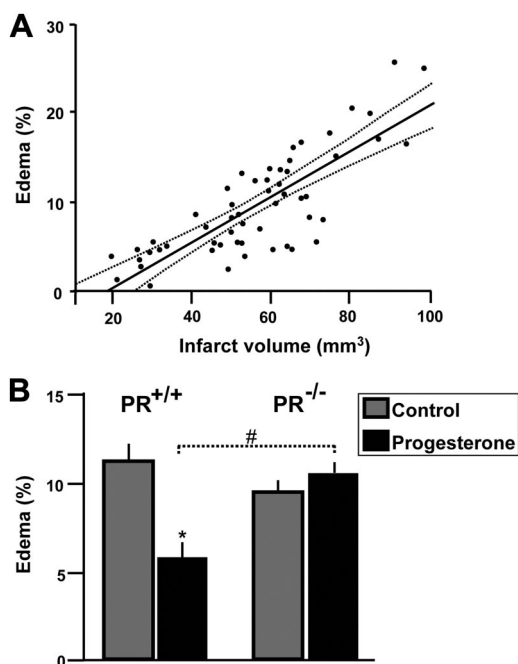 A
Edema (%)
30
20
10
0
20 40 60 80 100
Infarct volume (mm³)
B
PR+/+ PR-/-
Control
Progesterone
#
*
Edema (%)
15
10
5
0